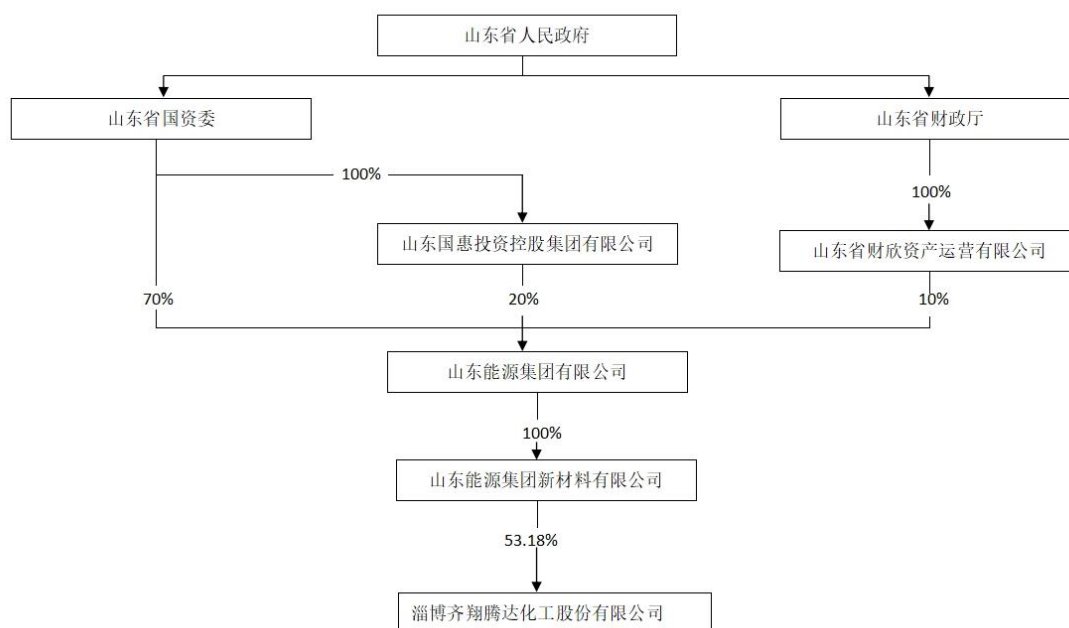 山东省人民政府
山东省国资委
山东省财政厅
100%
100%
山东国惠投资控股集团有限公司
山东省财欣资产运营有限公司
70%
20%
10%
山东能源集团有限公司
100%
山东能源集团新材料有限公司
53.18%
淄博齐翔腾达化工股份有限公司